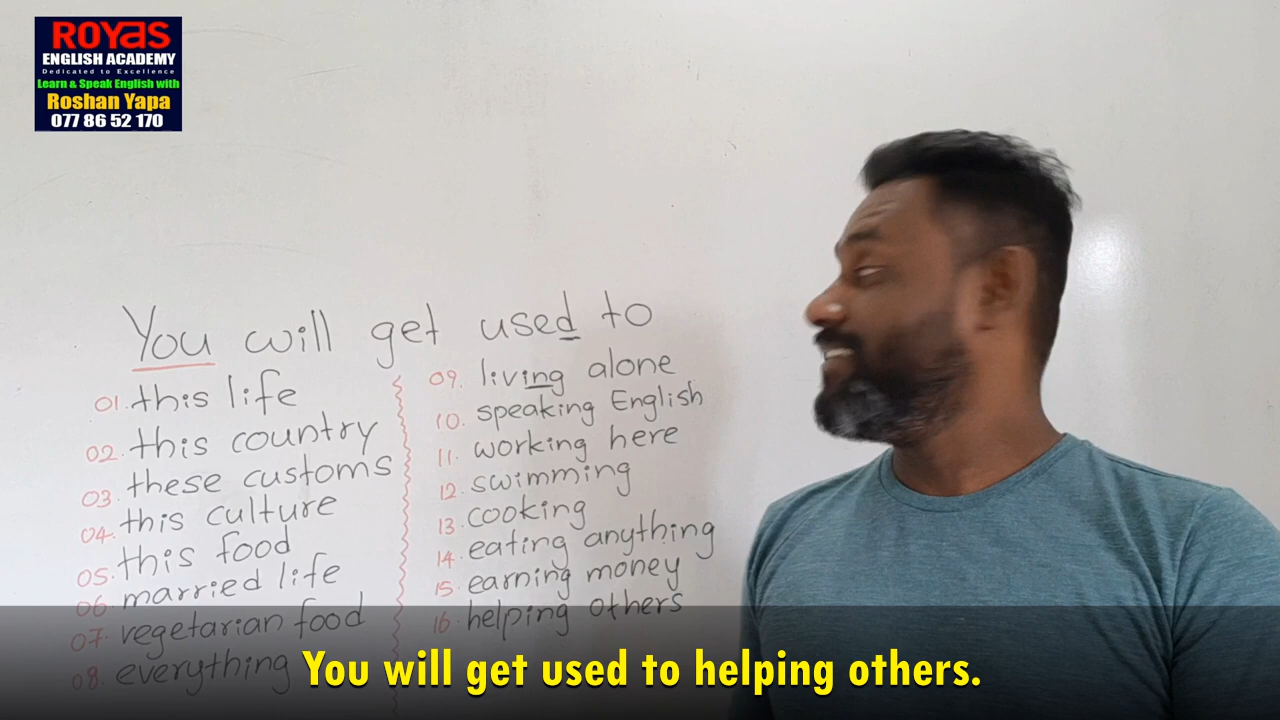 ROYAS
ENGLISH ACADEMY
Dedicated to Excellence
Learn & Speak English with
Roshan Yapa
077 86 52 170
You will get used to
01. this life
02. this country
03. these customs
04. this culture
05. this food
06. married life
07. vegetarian food
08. everything
09. living alone
10. speaking English
11. working here
12. swimming
13. cooking
14. eating anything
15. earning money
16. helping others
You will get used to helping others.